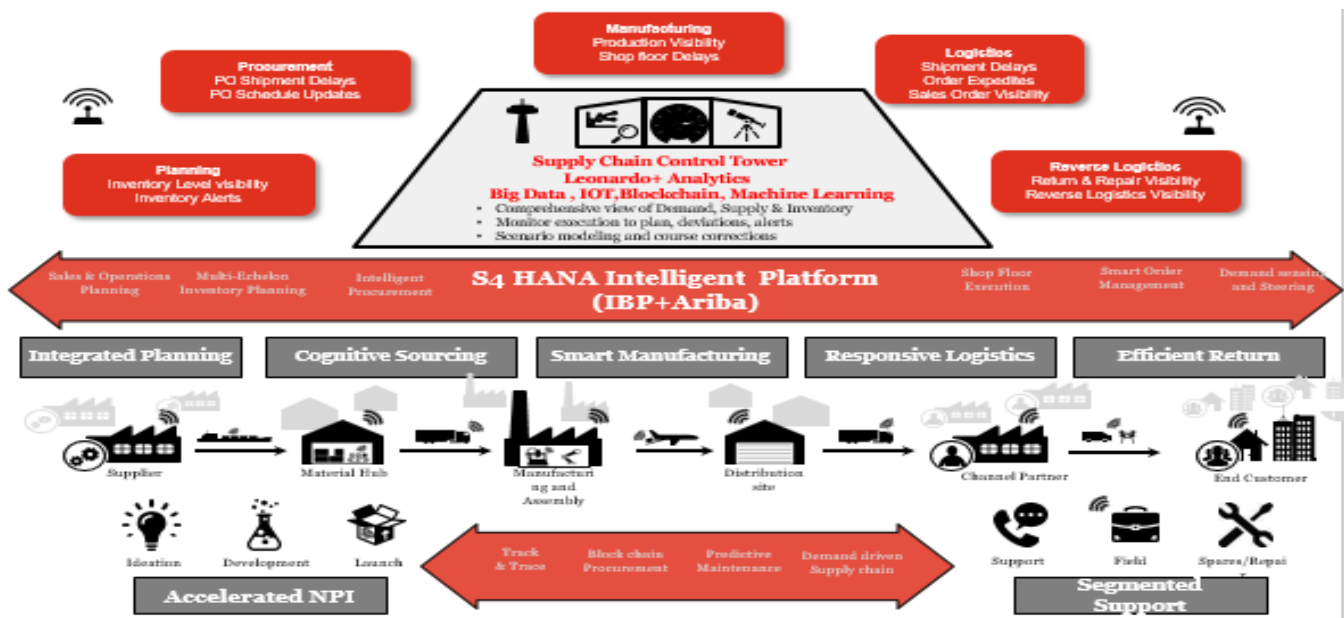 Manufacturing
Production Visibility
Shop floor Delays
Procurement
PO Shipment Delays
PO Schedule Updates
Logistics
Shipment Delays
Order Expedites
Sales Order Visibility
Planning
Inventory Level visibility
Inventory Alerts
Reverse Logistics
Return & Repair Visibility
Reverse Logistics Visibility
Supply Chain Control Tower
Leonardo+ Analytics
Big Data , IOT,Blockchain, Machine Learning
• Comprehensive view of Demand, Supply & Inventory
• Monitor execution to plan, deviations, alerts
• Scenario modeling and course corrections
Sales & Operations
Planning
Multi-Echelon
Inventory Planning
Intelligent
Procurement
S4 HANA Intelligent Platform
(IBP+Ariba)
Shop Floor
Execution
Smart Order
Management
Demand sensing
and Steering
Integrated Planning
Cognitive Sourcing
Smart Manufacturing
Responsive Logistics
Efficient Return
Supplier
Material Hub
Manufacturi
ng and
Assembly
Distribution
site
Channel Partner
End Customer
Ideation
Development
Launch
Track
& Trace
Block chain
Procurement
Predictive
Maintenance
Demand driven
Supply chain
Support
Field
Spares/Repai
Accelerated NPI
Segmented
Support